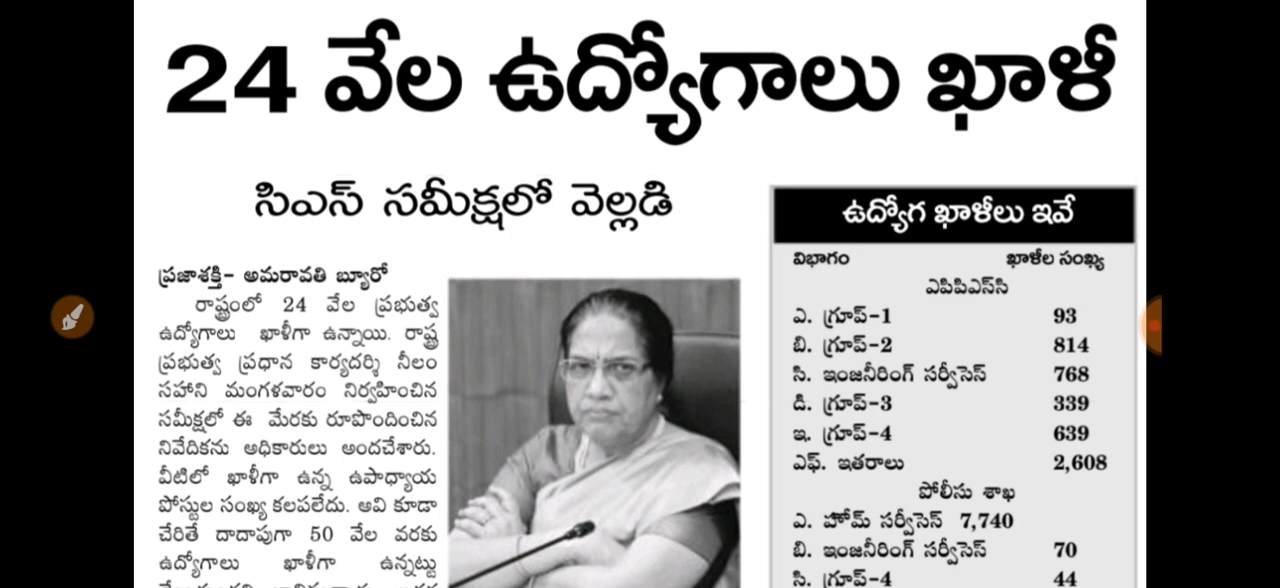 24 వేల ఉద్యోగాలు ఖాళీ
సిఎస్ సమీక్షలో వెల్లడి
ప్రజాశక్తి- అమరావతి బ్యూరో
రాష్ట్రంలో 24 వేల ప్రభుత్వ
ఉద్యోగాలు ఖాళీగా ఉన్నాయి. రాష్ట్ర
ప్రభుత్వ ప్రధాన కార్యదర్శి నీలం
సహాని మంగళవారం నిర్వహించిన
సమీక్షలో ఈ మేరకు రూపొందించిన
నివేదికను అధికారులు అందచేశారు.
వీటిలో ఖాళీగా ఉన్న ఉపాధ్యాయ
పోస్టుల సంఖ్య కలపలేదు. అవి కూడా
చేరితే దాదాపుగా 50 వేల వరకు
ఉద్యోగాలు ఖాళీగా ఉన్నట్టు
ఉద్యోగ ఖాళీలు ఇవే
విభాగం ఖాళీల సంఖ్య
ఎపిపిఎస్‌సి
ఎ. గ్రూప్-1 93
బి. గ్రూప్-2 814
సి. ఇంజనీరింగ్ సర్వీసెస్ 768
డి. గ్రూప్-3 339
ఇ. గ్రూప్-4 639
ఎఫ్. ఇతరాలు 2,608
పోలీసు శాఖ
ఎ. హోమ్ సర్వీసెస్ 7,740
బి. ఇంజనీరింగ్ సర్వీసెస్ 70
సి. గ్రూప్-4 44